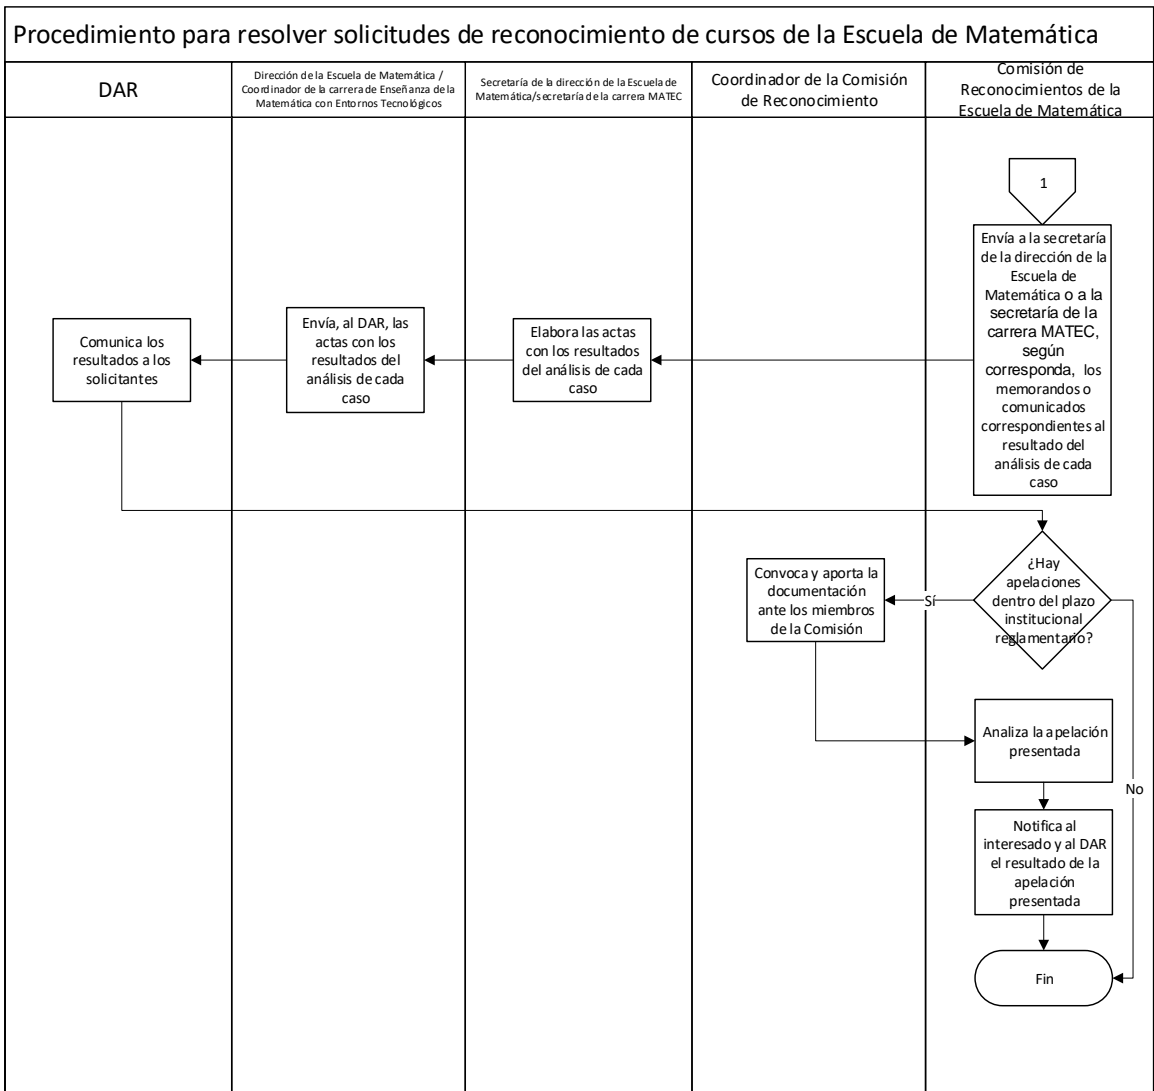 Procedimiento para resolver solicitudes de reconocimiento de cursos de la Escuela de Matemática
DAR
Dirección de la Escuela de Matemática /
Coordinador de la carrera de Enseñanza de la
Matemática con Entornos Tecnológicos
Secretaría de la dirección de la Escuela de
Matemática/secretaría de la carrera MATEC
Coordinador de la Comisión
de Reconocimiento
Comisión de
Reconocimientos de la
Escuela de Matemática
1
Envía a la secretaría
de la dirección de la
Escuela de
Matemática o a la
secretaría de la
carrera MATEC,
según
corresponda, los
memorandos o
comunicados
correspondientes al
resultado del
análisis de cada
caso
Elabora las actas
con los resultados
del análisis de cada
caso
Envía, al DAR, las
actas con los
resultados del
análisis de cada
caso
Comunica los
resultados a los
solicitantes
¿Hay
apelaciones
dentro del plazo
institucional
reglamentario?
Sí
Convoca y aporta la
documentación
ante los miembros
de la Comisión
Analiza la apelación
presentada
No
Notifica al
interesado y al DAR
el resultado de la
apelación
presentada
Fin